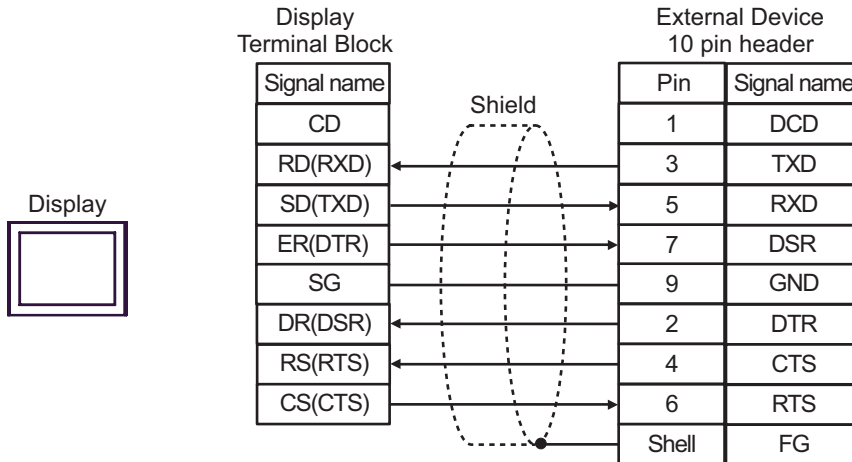 Display
Terminal Block
External Device
10 pin header
Signal name
Pin Signal name
Shield
CD 1 DCD
RD(RXD) 3 TXD
SD(TXD) 5 RXD
Display
ER(DTR) 7 DSR
SG 9 GND
DR(DSR) 2 DTR
RS(RTS) 4 CTS
CS(CTS) 6 RTS
Shell FG